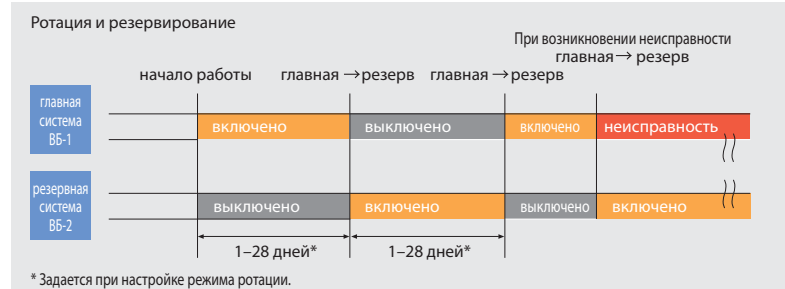 Ротация и резервирование
При возникновении неисправности
главная → резерв
начало работы главная → резерв главная → резерв
главная
система
ВБ-1
включено выключено включено неисправность
резервная
система
ВБ-2
выключено включено выключено включено
1–28 дней* 1–28 дней*
* Задается при настройке режима ротации.